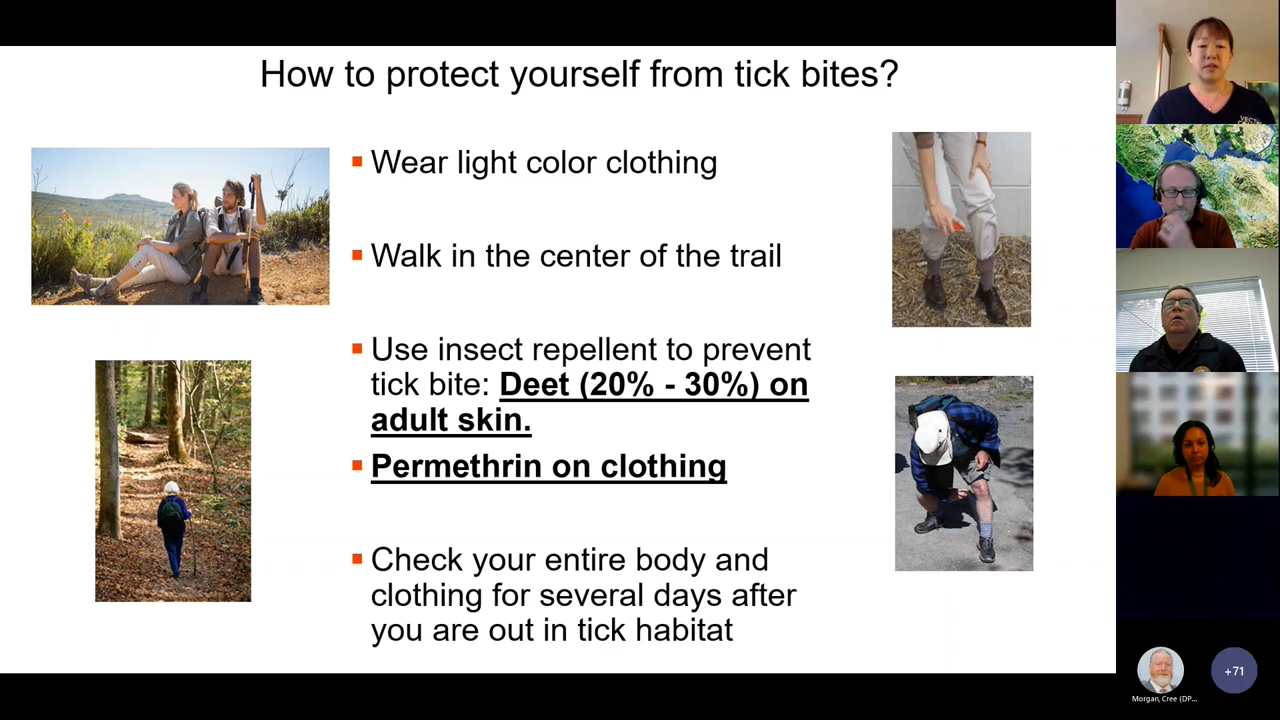 How to protect yourself from tick bites?
Wear light color clothing
Walk in the center of the trail
Use insect repellent to prevent
tick bite: Deet (20% - 30%) on
adult skin.
Permethrin on clothing
Check your entire body and
clothing for several days after
you are out in tick habitat
+71
Morgan, Cree (DP...